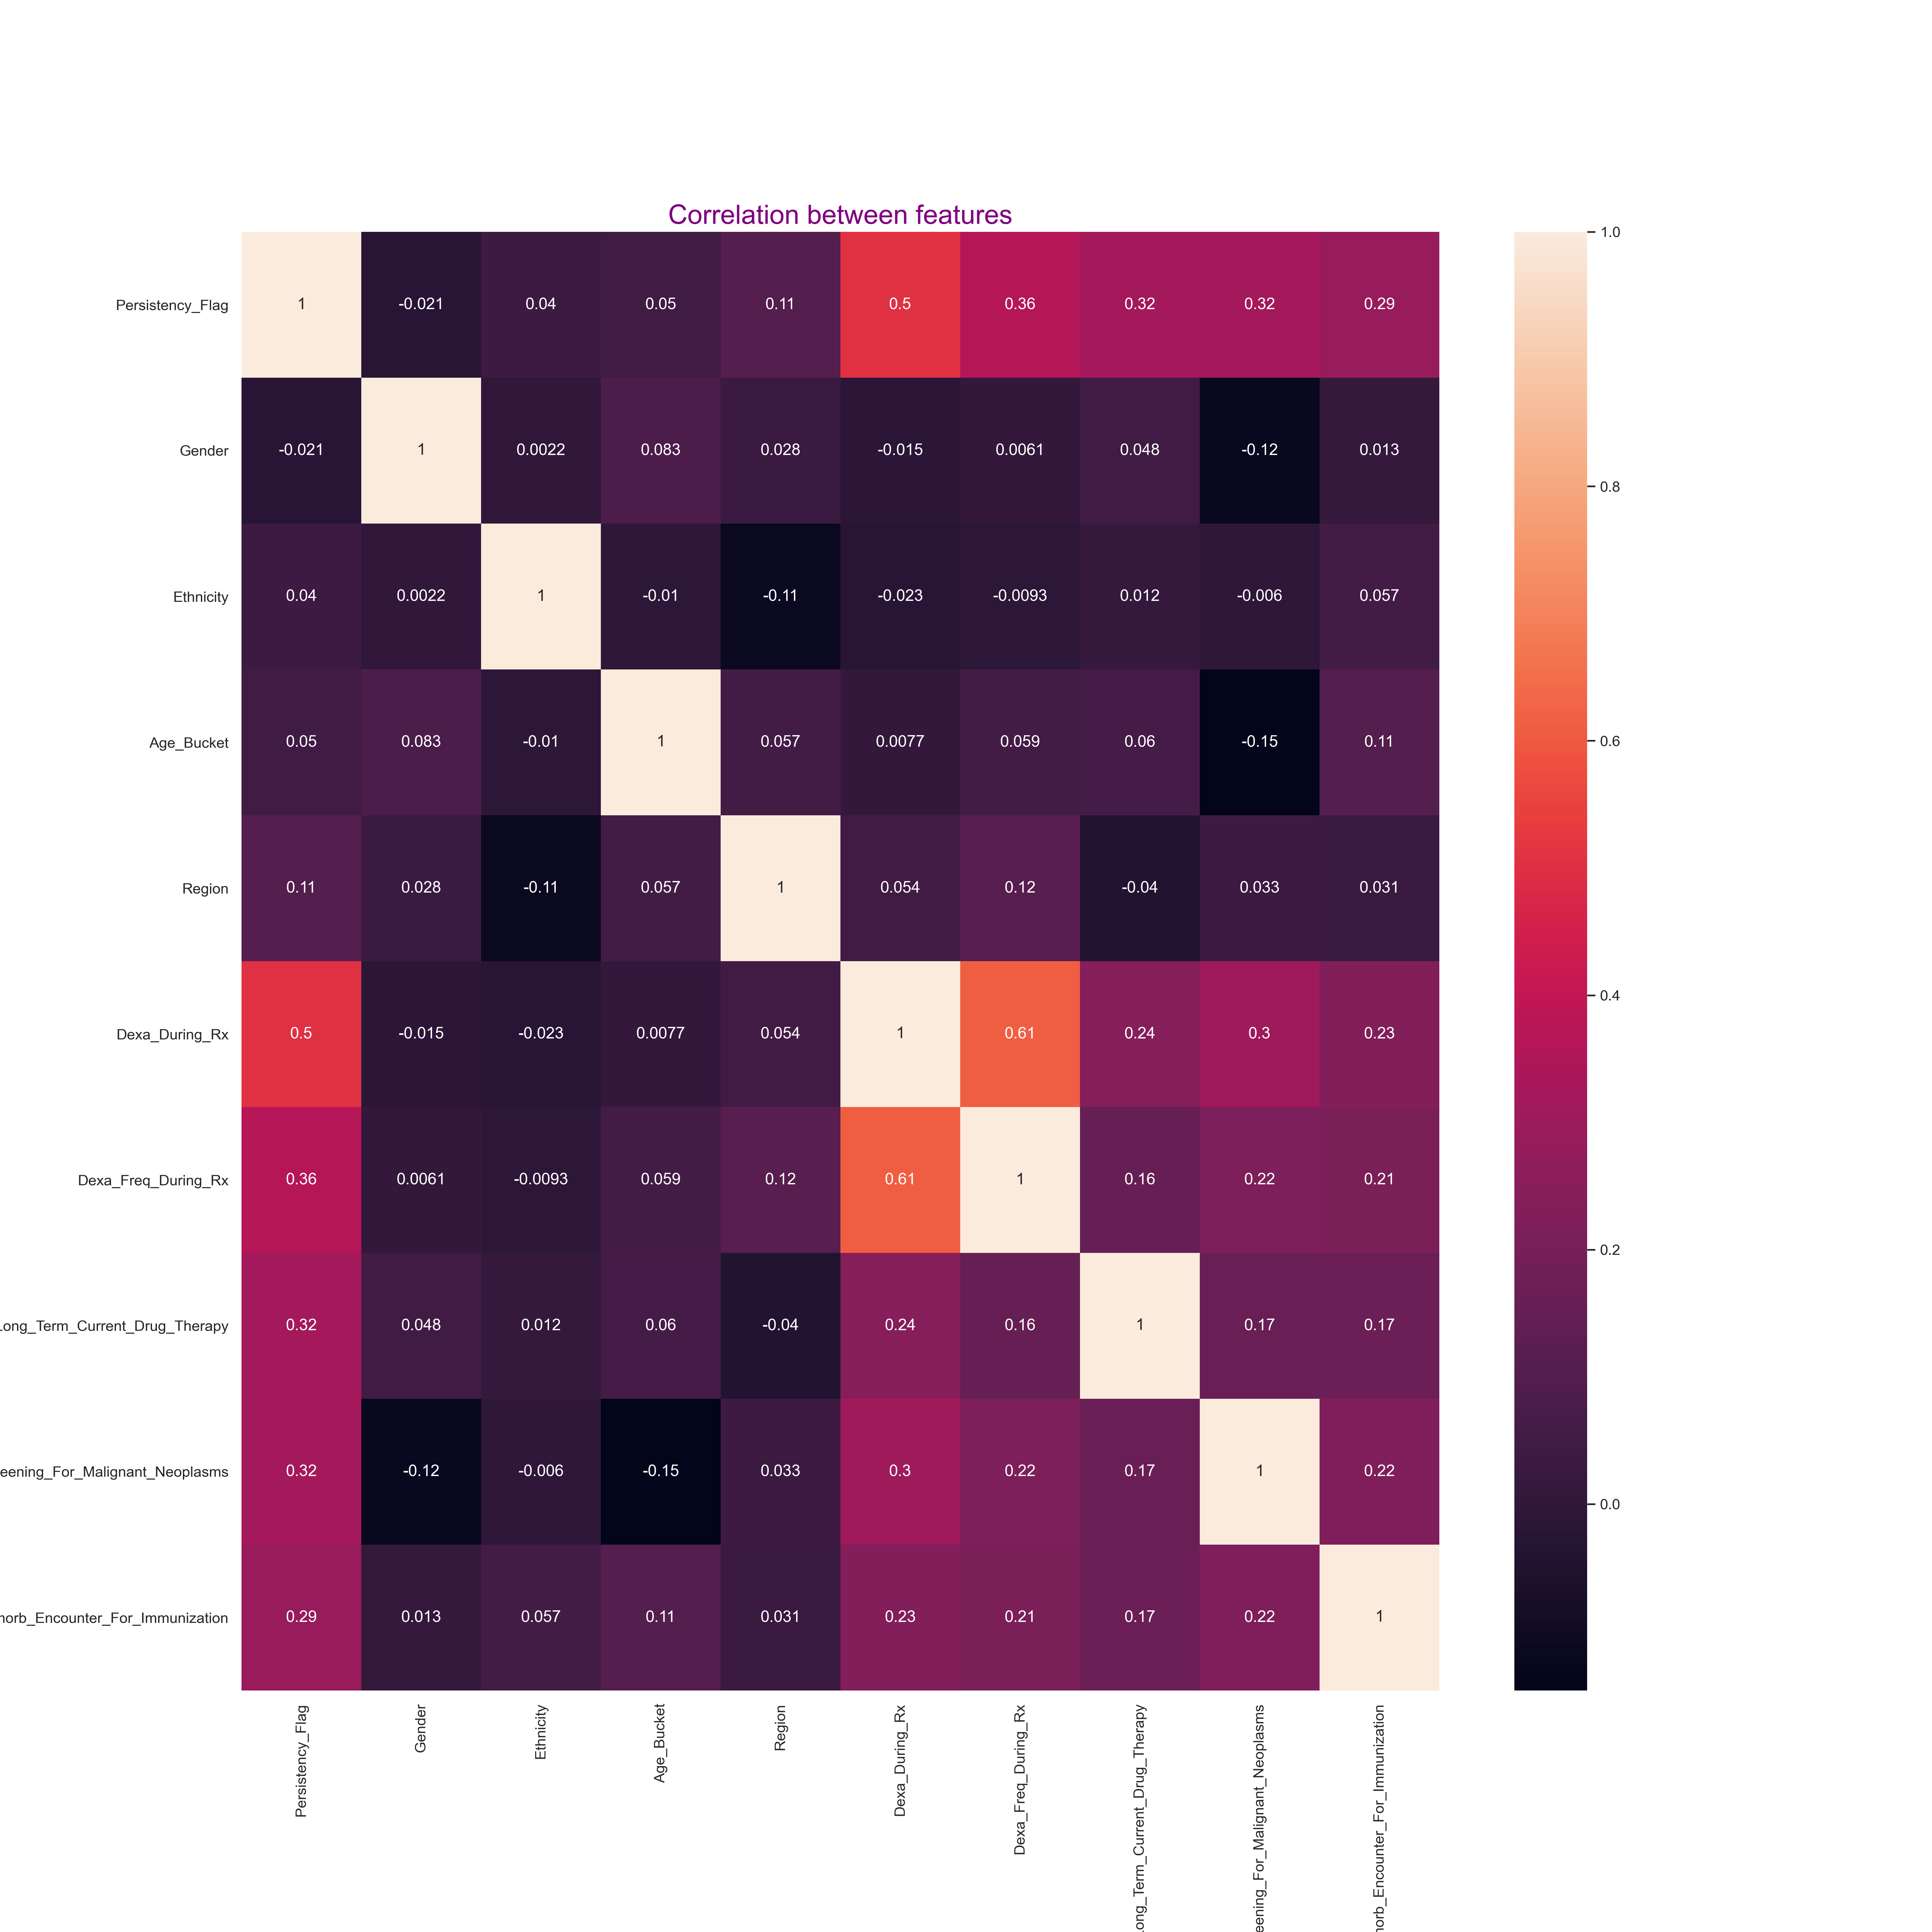 Correlation between features
Persistency_Flag 1 -0.021 0.04 0.05 0.11 0.5 0.36 0.32 0.32 0.29
Gender -0.021 1 0.0022 0.083 0.028 -0.015 0.0061 0.048 -0.12 0.013
Ethnicity 0.04 0.0022 1 -0.01 -0.11 -0.023 -0.0093 0.012 -0.006 0.057
Age_Bucket 0.05 0.083 -0.01 1 0.057 0.0077 0.059 0.06 -0.15 0.11
Region 0.11 0.028 -0.11 0.057 1 0.054 0.12 -0.04 0.033 0.031
Dexa_During_Rx 0.5 -0.015 -0.023 0.0077 0.054 1 0.61 0.24 0.3 0.23
Dexa_Freq_During_Rx 0.36 0.0061 -0.0093 0.059 0.12 0.61 1 0.16 0.22 0.21
Long_Term_Current_Drug_Therapy 0.32 0.048 0.012 0.06 -0.04 0.24 0.16 1 0.17 0.17
eening_For_Malignant_Neoplasms 0.32 -0.12 -0.006 -0.15 0.033 0.3 0.22 0.17 1 0.22
morb_Encounter_For_Immunization 0.29 0.013 0.057 0.11 0.031 0.23 0.21 0.17 0.22 1
Persistency_Flag
Gender
Ethnicity
Age_Bucket
Region
Dexa_During_Rx
Dexa_Freq_During_Rx
Long_Term_Current_Drug_Therapy
eening_For_Malignant_Neoplasms
morb_Encounter_For_Immunization
1.0
0.8
0.6
0.4
0.2
0.0